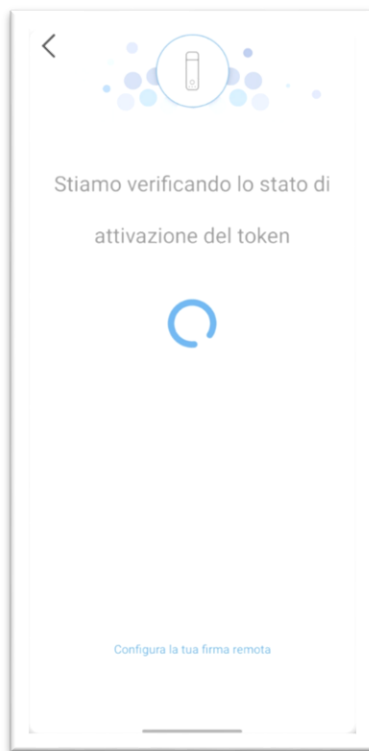 Stiamo verificando lo stato di
attivazione del token
Configura la tua firma remota